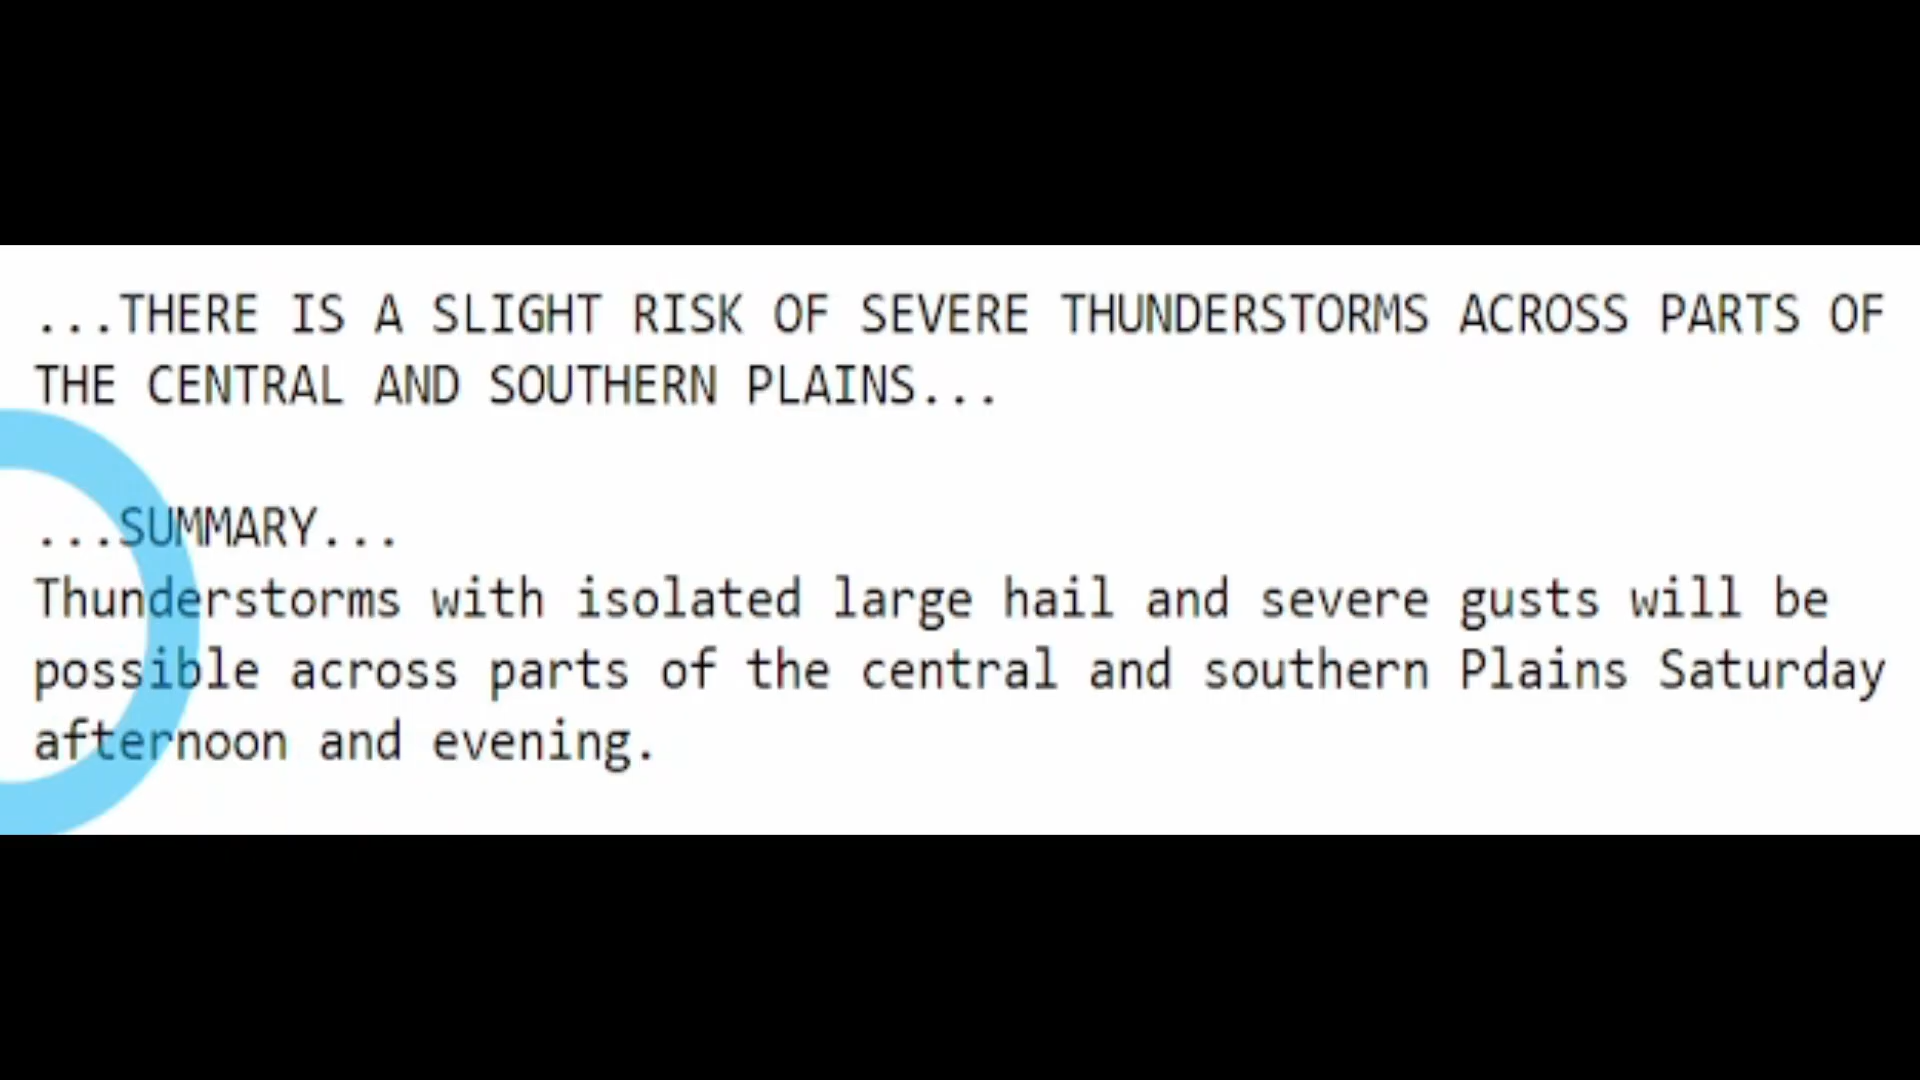 ...THERE IS A SLIGHT RISK OF SEVERE THUNDERSTORMS ACROSS PARTS OF
THE CENTRAL AND SOUTHERN PLAINS...
...SUMMARY...
Thunderstorms with isolated large hail and severe gusts will be
possible across parts of the central and southern Plains Saturday
afternoon and evening.